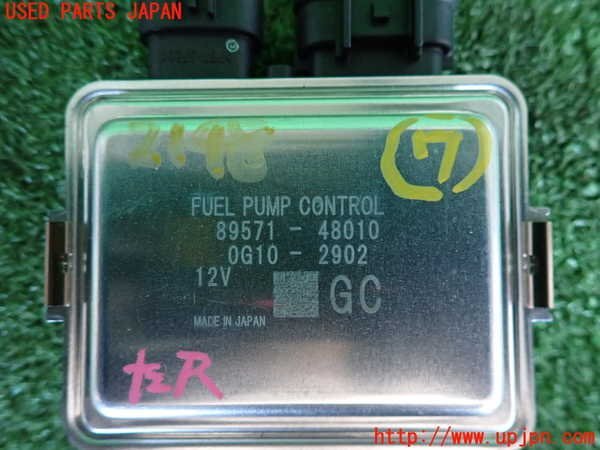 USED PARTS JAPAN
⑦
FUEL PUMP CONTROL
89571 - 48010
0G10 - 2902
12V
GC
MADE IN JAPAN
http://www.upjpn.com/